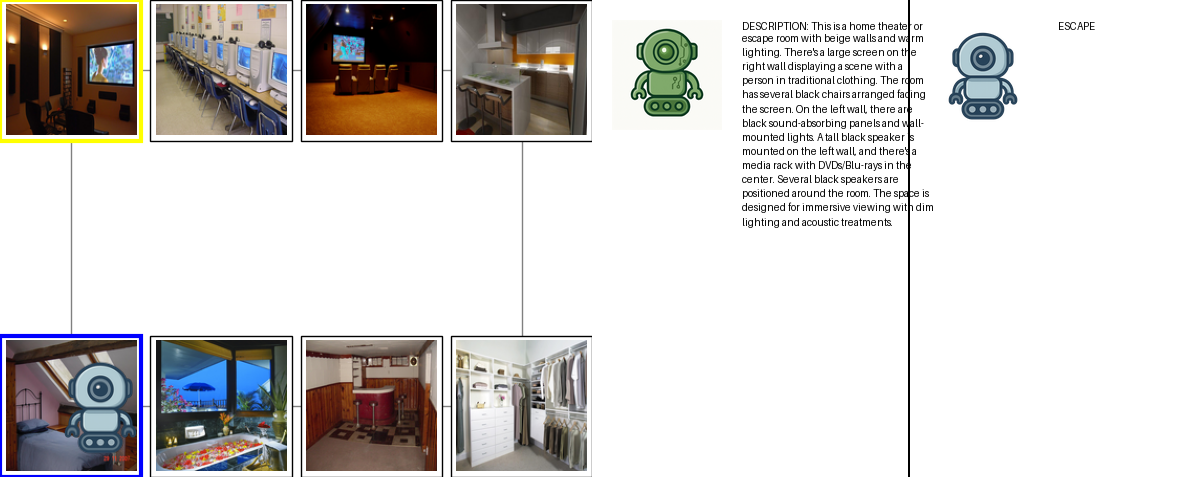 DESCRIPTION: This is a home theater or
escape room with beige walls and warm
lighting. There's a large screen on the
right wall displaying a scene with a
person in traditional clothing. The room
has several black chairs arranged facing
the screen. On the left wall, there are
black sound-absorbing panels and wall-
mounted lights. A tall black speaker is
mounted on the left wall, and there's a
media rack with DVDs/Blu-rays in the
center. Several black speakers are
positioned around the room. The space is
designed for immersive viewing with dim
lighting and acoustic treatments.
ESCAPE